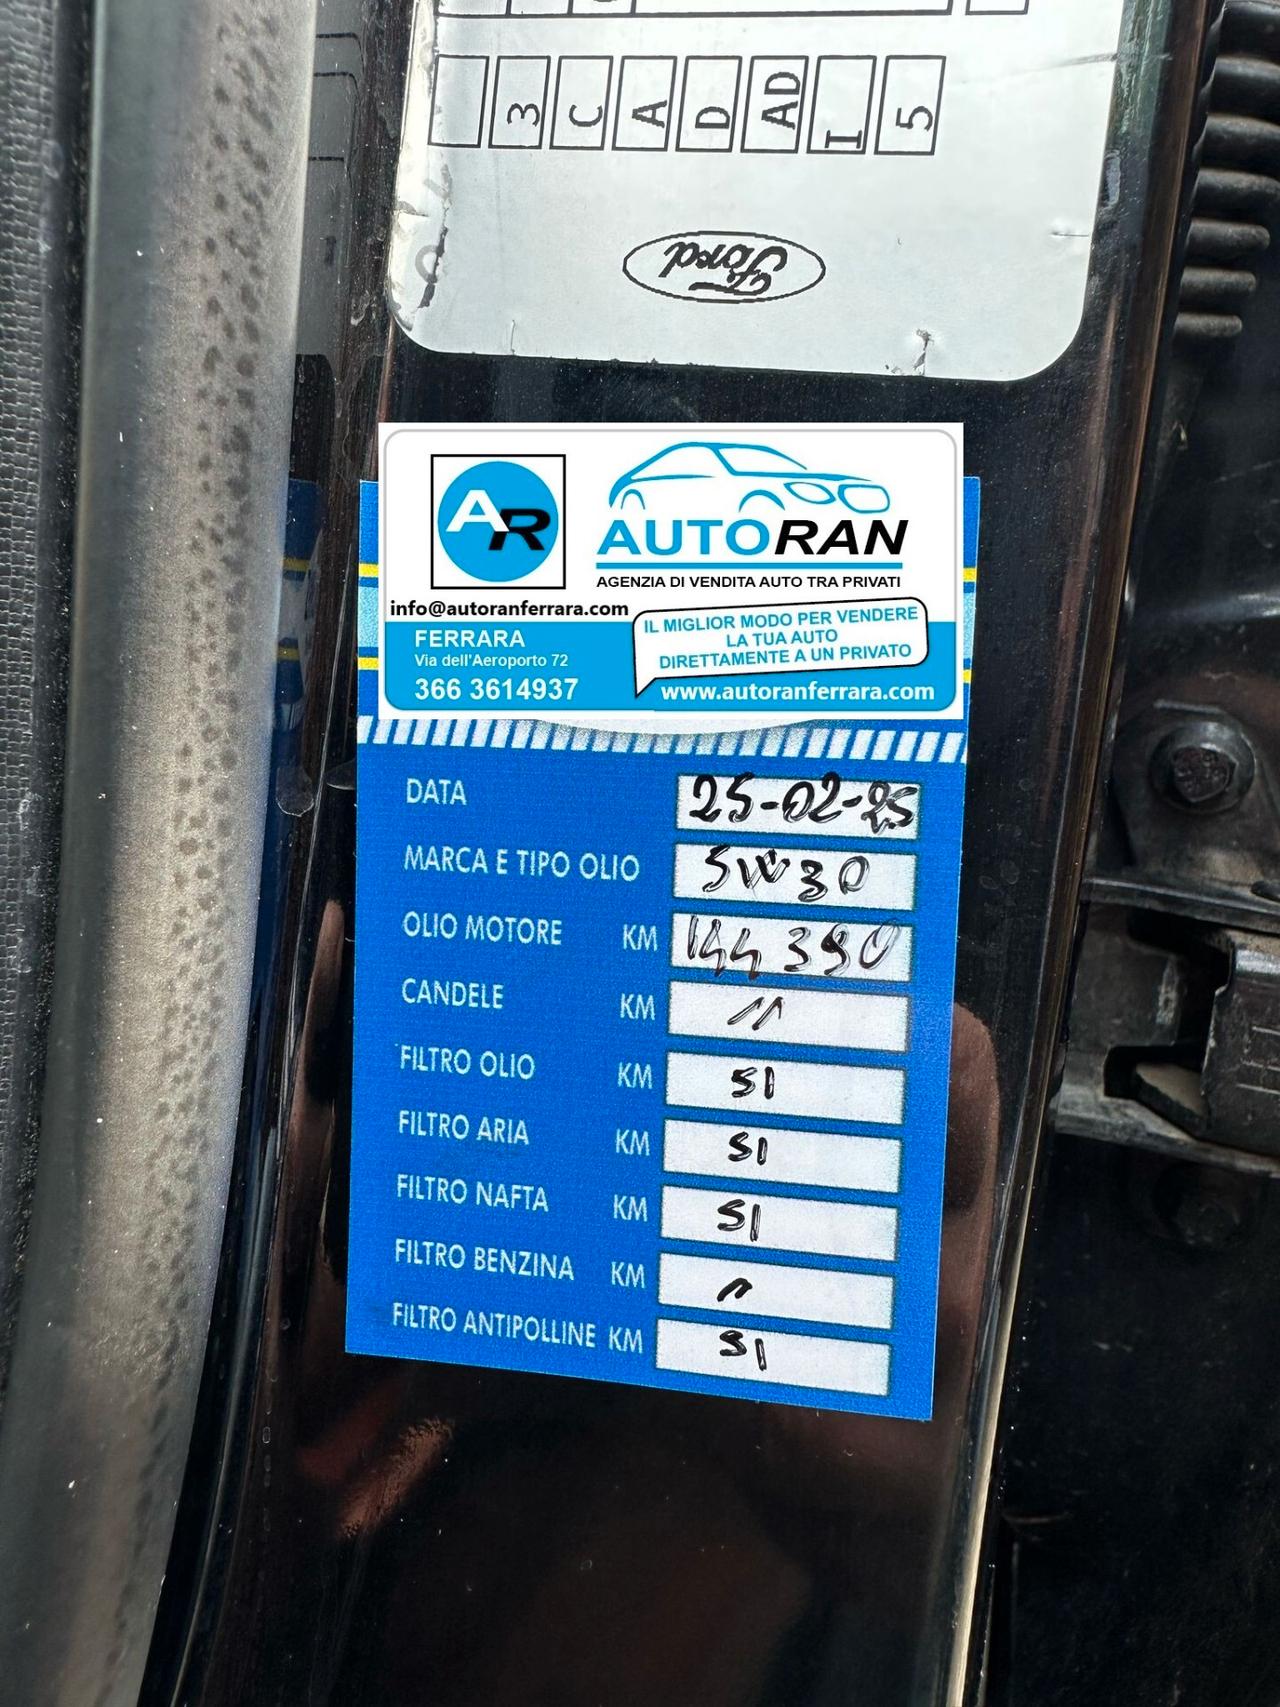 3 C A D AD I 5
Ford
AR
AUTORAN
AGENZIA DI VENDITA AUTO TRA PRIVATI
info@autoranferrara.com
IL MIGLIOR MODO PER VENDERE
LA TUA AUTO
DIRETTAMENTE A UN PRIVATO
FERRARA
Via dell'Aeroporto 72
366 3614937
www.autoranferrara.com
DATA 25-02-25
MARCA E TIPO OLIO 5W30
OLIO MOTORE KM 144390
CANDELE KM //
FILTRO OLIO KM SI
FILTRO ARIA KM SI
FILTRO NAFTA KM SI
FILTRO BENZINA KM
FILTRO ANTIPOLLINE KM SI